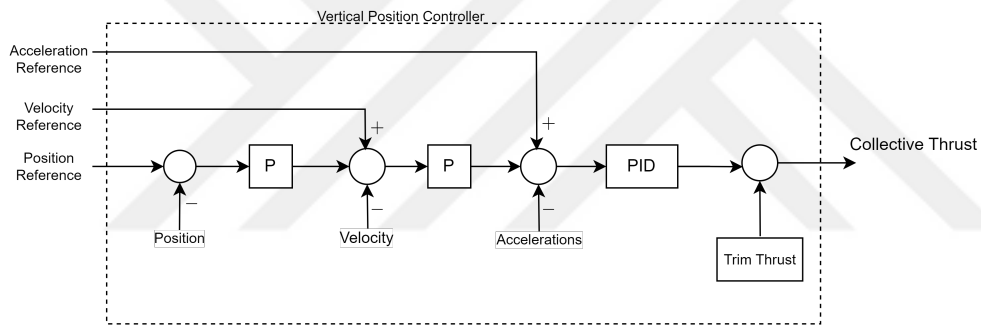 Vertical Position Controller
Acceleration
Reference
+
Velocity
Reference
+
Collective Thrust
Position
Reference
P
P
PID
−
−
−
Position
Velocity
Accelerations
Trim Thrust